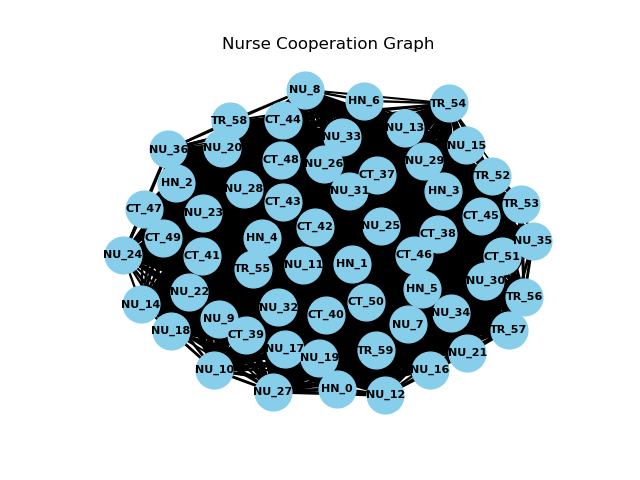 Nurse Cooperation Graph
NU_8
HN_6
TR_54
TR_58
CT_44
NU_13
NU_33
NU_15
NU_36
NU_20
CT_48
NU_26
NU_29
CT_37
TR_52
HN_2
NU_28
NU_31
HN_3
CT_43
TR_53
CT_47
NU_23
CT_45
CT_42
NU_25
CT_38
CT_49
HN_4
NU_35
NU_24
CT_41
CT_46
CT_51
TR_55
NU_11
HN_1
NU_30
NU_22
HN_5
TR_56
NU_14
NU_32
CT_50
CT_40
NU_34
NU_9
NU_7
NU_18
CT_39
TR_57
NU_17
NU_19
TR_59
NU_21
NU_10
NU_16
NU_27
HN_0
NU_12